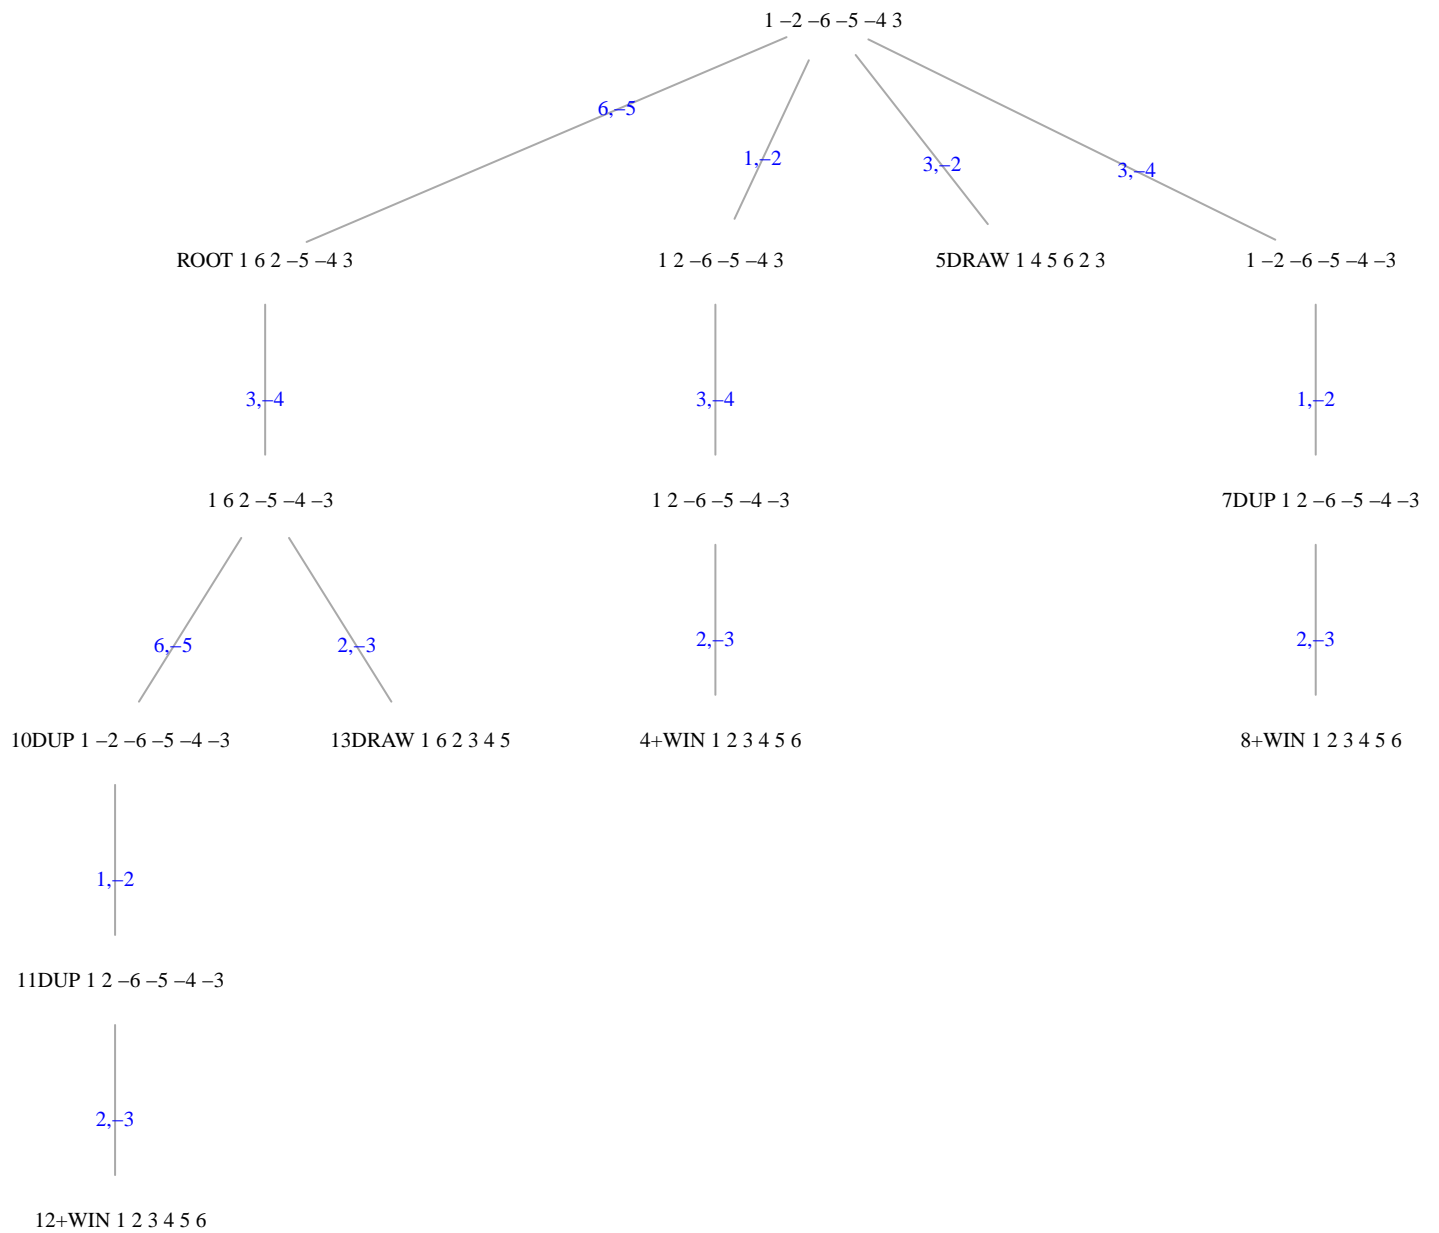 1 –2 –6 –5 –4 3
6,–5
1,–2
3,–2
3,–4
ROOT 1 6 2 –5 –4 3
1 2 –6 –5 –4 3
5DRAW 1 4 5 6 2 3
1 –2 –6 –5 –4 –3
3,–4
3,–4
1,–2
1 6 2 –5 –4 –3
1 2 –6 –5 –4 –3
7DUP 1 2 –6 –5 –4 –3
6,–5
2,–3
2,–3
2,–3
10DUP 1 –2 –6 –5 –4 –3
13DRAW 1 6 2 3 4 5
4+WIN 1 2 3 4 5 6
8+WIN 1 2 3 4 5 6
1,–2
11DUP 1 2 –6 –5 –4 –3
2,–3
12+WIN 1 2 3 4 5 6